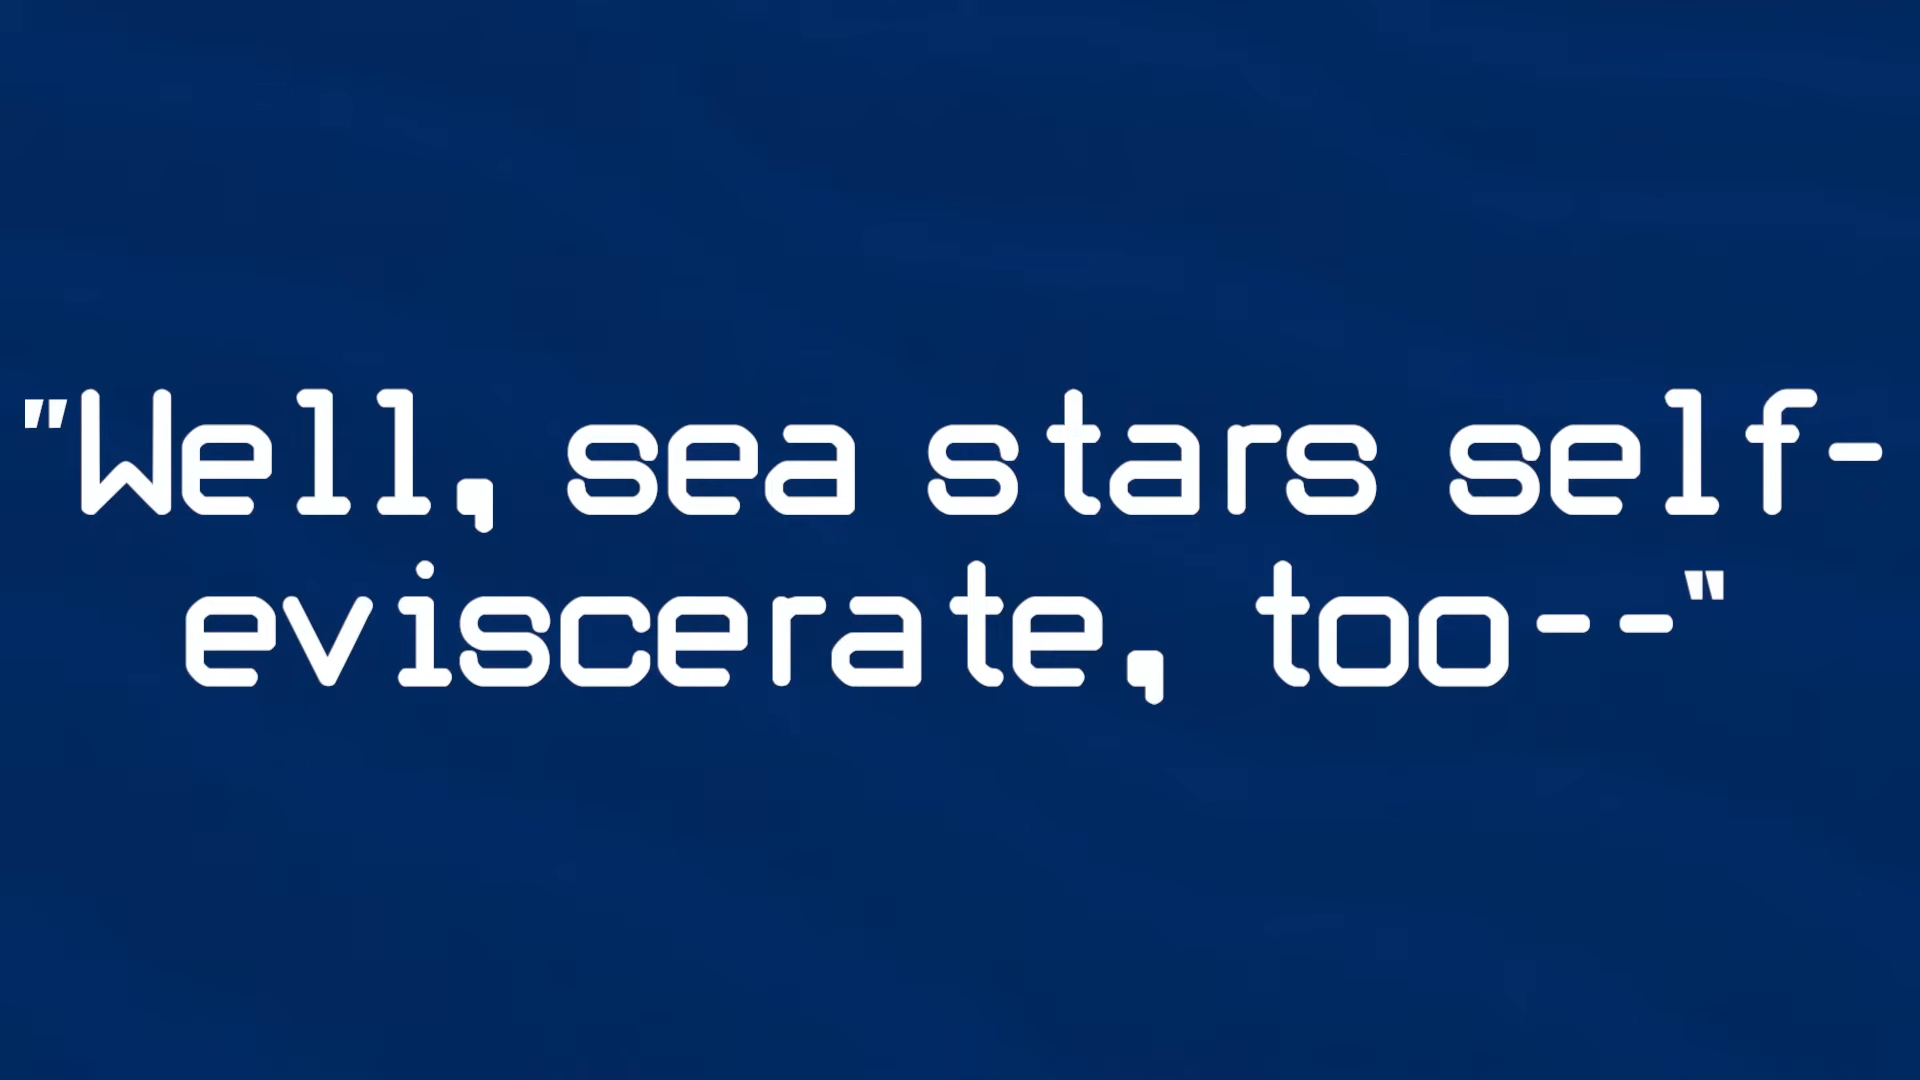 "Well, sea stars self-
eviscerate, too--"